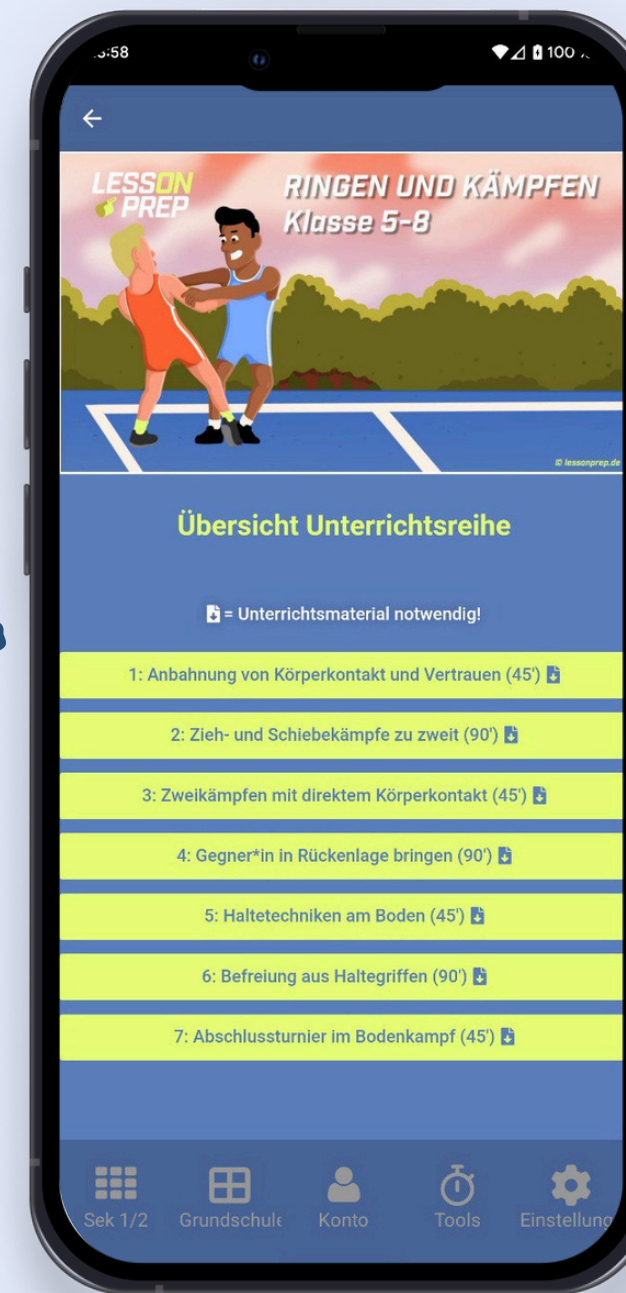 :58
100
LESSON
PREP
RINGEN UND KÄMPFEN
Klasse 5-8
© lessonprep.de
Übersicht Unterrichtsreihe
= Unterrichtsmaterial notwendig!
1: Anbahnung von Körperkontakt und Vertrauen (45')
2: Zieh- und Schiebekämpfe zu zweit (90')
3: Zweikämpfen mit direktem Körperkontakt (45')
4: Gegner*in in Rückenlage bringen (90')
5: Haltetechniken am Boden (45')
6: Befreiung aus Haltegriffen (90')
7: Abschlussturnier im Bodenkampf (45')
Sek 1/2
Grundschule
Konto
Tools
Einstellung